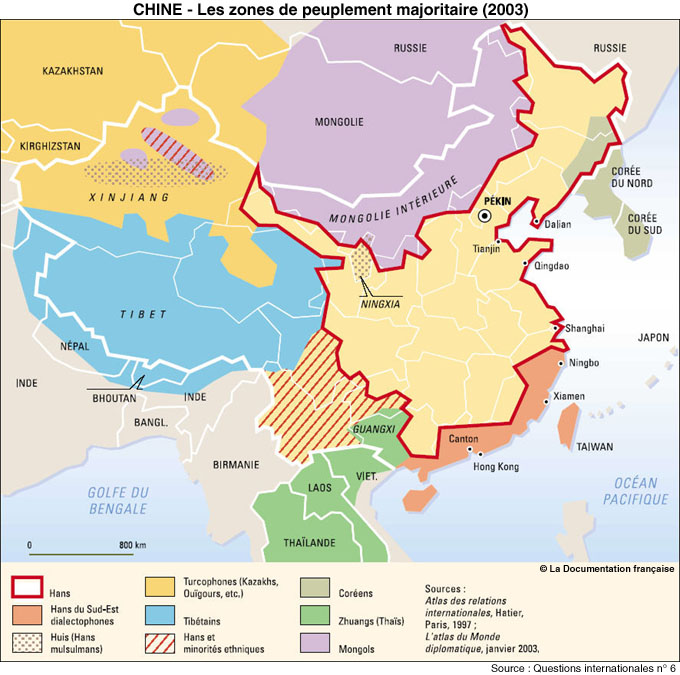 CHINE - Les zones de peuplement majoritaire (2003)
RUSSIE
RUSSIE
KAZAKHSTAN
MONGOLIE
KIRGHIZSTAN
CORÉE
DU NORD
XINJIANG
MONGOLIE INTÉRIEURE
PÉKIN
CORÉE
DU SUD
Dalian
Tianjin
Qingdao
NINGXIA
TIBET
Shanghai
JAPON
NÉPAL
Ningbo
INDE
BHOUTAN
INDE
Xiamen
BANGL.
GUANGXI
Canton
TAIWAN
BIRMANIE
Hong Kong
VIET.
LAOS
GOLFE DU
BENGALE
OCÉAN
PACIFIQUE
THAÏLANDE
0 800 km
© La Documentation française
Hans
Turcophones (Kazakhs,
Ouïgours, etc,)
Coréens
Hans du Sud-Est
dialectophones
Tibétains
Zhuangs (Thaïs)
Huis (Hans
mulsulmans)
Hans et
minorités ethniques
Mongols
Sources :
Atlas des relations
internationales, Hatier,
Paris, 1997 ;
L'atlas du Monde
diplomatique, janvier 2003.
Source : Questions internationales n° 6